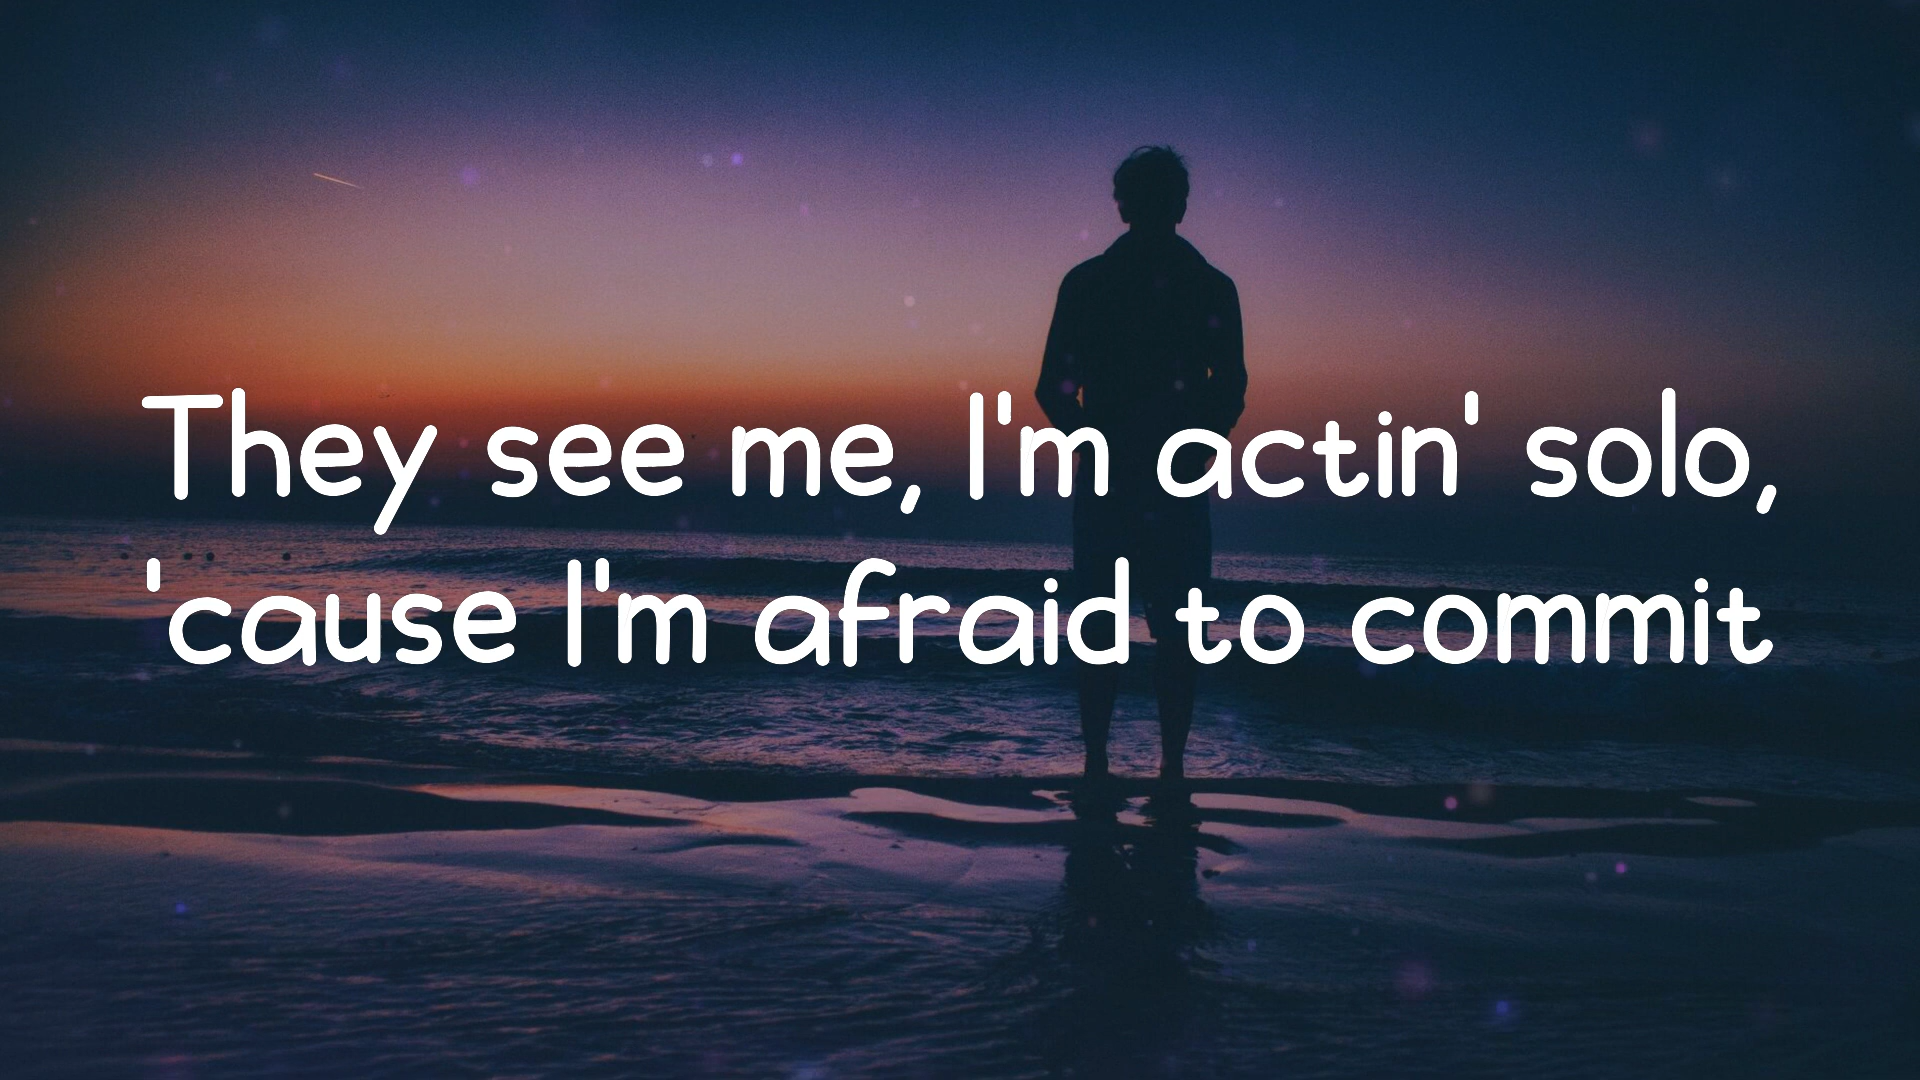 They see me, I'm actin' solo,
'cause I'm afraid to commit